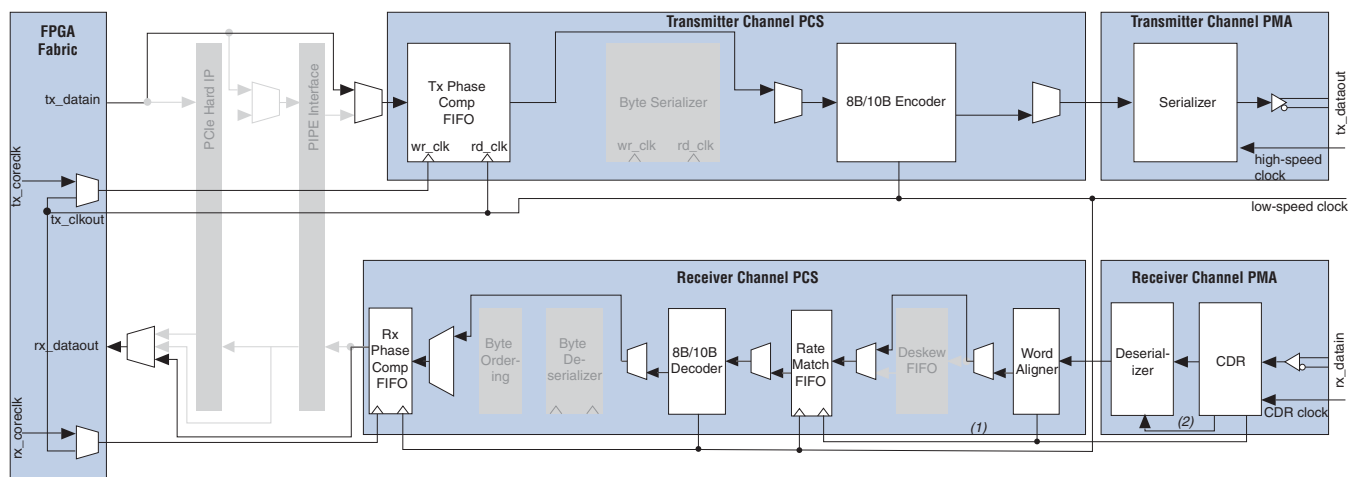 FPGA
Fabric
Transmitter Channel PCS
Transmitter Channel PMA
tx_datain
PCIe Hard IP
PIPE Interface
Tx Phase
Comp
FIFO
wr_clk
rd_clk
Byte Serializer
wr_clk
rd_clk
8B/10B Encoder
Serializer
tx_dataout
high-speed
clock
tx_coreclk
tx_clkout
low-speed clock
Receiver Channel PCS
Receiver Channel PMA
rx_dataout
Rx
Phase
Comp
FIFO
Byte
Order-
ing
Byte
De-
serializer
8B/10B
Decoder
Rate
Match
FIFO
Deskew
FIFO
Word
Aligner
Deserial-
izer
CDR
rx_datain
CDR clock
rx_coreclk
(1)
(2)